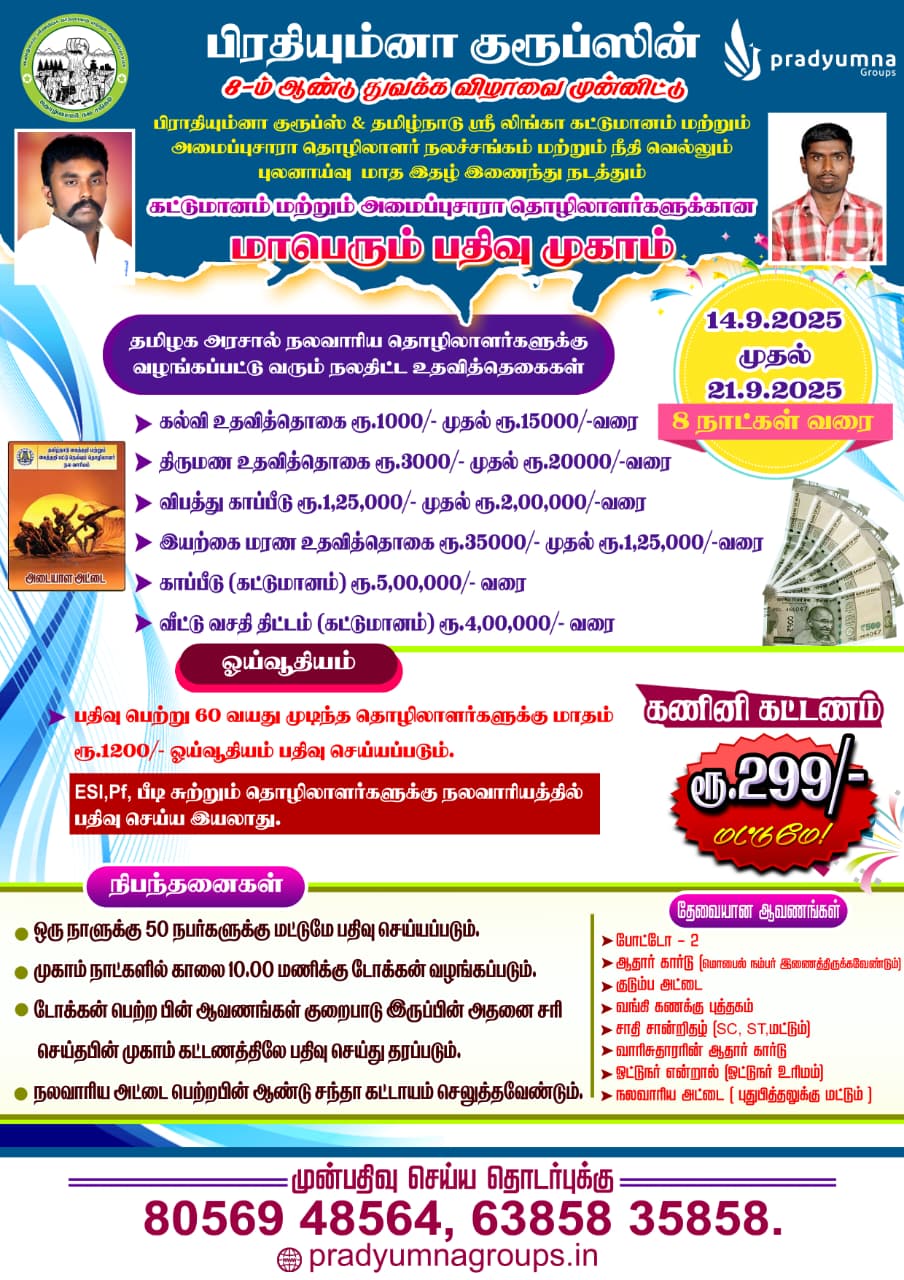 பிரதியும்னா குரூப்ஸின்
pradyumna
Groups
8-ம் ஆண்டு துவக்க விழாவை முன்னிட்டு
பிராதியும்னா குரூப்ஸ் & தமிழ்நாடு ஸ்ரீ லிங்கா கட்டுமானம் மற்றும்
அமைப்புசாரா தொழிலாளர் நலச்சங்கம் மற்றும் நீதி வெல்லும்
புலனாய்வு மாத இதழ் இணைந்து நடத்தும்
கட்டுமானம் மற்றும் அமைப்புசாரா தொழிலாளர்களுக்கான
மாபெரும் பதிவு முகாம்
14.9.2025
முதல்
21.9.2025
8 நாட்கள் வரை
தமிழக அரசால் நலவாரிய தொழிலாளர்களுக்கு
வழங்கப்பட்டு வரும் நலதிட்ட உதவித்தெகைகள்
கல்வி உதவித்தொகை ரூ.1000/- முதல் ரூ.15000/-வரை
திருமண உதவித்தொகை ரூ.3000/- முதல் ரூ.20000/-வரை
விபத்து காப்பீடு ரூ.1,25,000/- முதல் ரூ.2,00,000/-வரை
இயற்கை மரண உதவித்தொகை ரூ.35000/- முதல் ரூ.1,25,000/-வரை
காப்பீடு (கட்டுமானம்) ரூ.5,00,000/- வரை
வீட்டு வசதி திட்டம் (கட்டுமானம்) ரூ.4,00,000/- வரை
அடையாள அட்டை
ஓய்வூதியம்
பதிவு பெற்று 60 வயது முடிந்த தொழிலாளர்களுக்கு மாதம்
ரூ.1200/- ஓய்வூதியம் பதிவு செய்யப்படும்.
ESI,Pf, பீடி சுற்றும் தொழிலாளர்களுக்கு நலவாரியத்தில்
பதிவு செய்ய இயலாது.
கணினி கட்டணம்
ரூ.299/-
மட்டுமே!
நிபந்தனைகள்
ஒரு நாளுக்கு 50 நபர்களுக்கு மட்டுமே பதிவு செய்யப்படும்.
முகாம் நாட்களில் காலை 10.00 மணிக்கு டோக்கன் வழங்கப்படும்.
டோக்கன் பெற்ற பின் ஆவணங்கள் குறைபாடு இருப்பின் அதனை சரி
செய்தபின் முகாம் கட்டணத்திலே பதிவு செய்து தரப்படும்.
நலவாரிய அட்டை பெற்றபின் ஆண்டு சந்தா கட்டாயம் செலுத்தவேண்டும்.
தேவையான ஆவணங்கள்
போட்டோ - 2
ஆதார் கார்டு (மொபைல் நம்பர் இணைத்திருக்கவேண்டும்)
குடும்ப அட்டை
வங்கி கணக்கு புத்தகம்
சாதி சான்றிதழ் (SC, ST,மட்டும்)
வாரிசுதாரரின் ஆதார் கார்டு
ஓட்டுநர் என்றால் (ஓட்டுநர் உரிமம்)
நலவாரிய அட்டை ( புதுபித்தலுக்கு மட்டும் )
முன்பதிவு செய்ய தொடர்புக்கு
80569 48564, 63858 35858.
pradyumnagroups.in